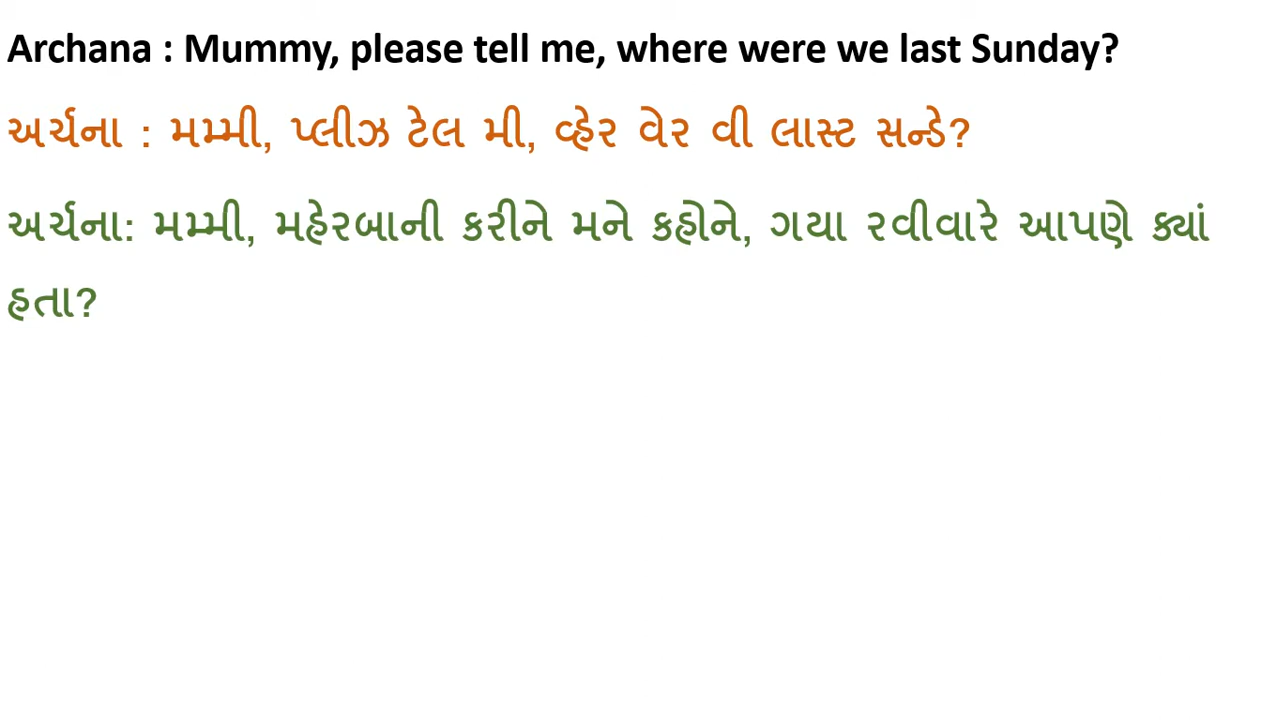 Archana : Mummy, please tell me, where were we last Sunday?
અર્ચના : મમ્મી, પ્લીઝ ટેલ મી, વ્હેર વેર વી લાસ્ટ સન્ડે?
અર્ચના: મમ્મી, મહેરબાની કરીને મને કહોને, ગયા રવીવારે આપણે ક્યાં
હતા?